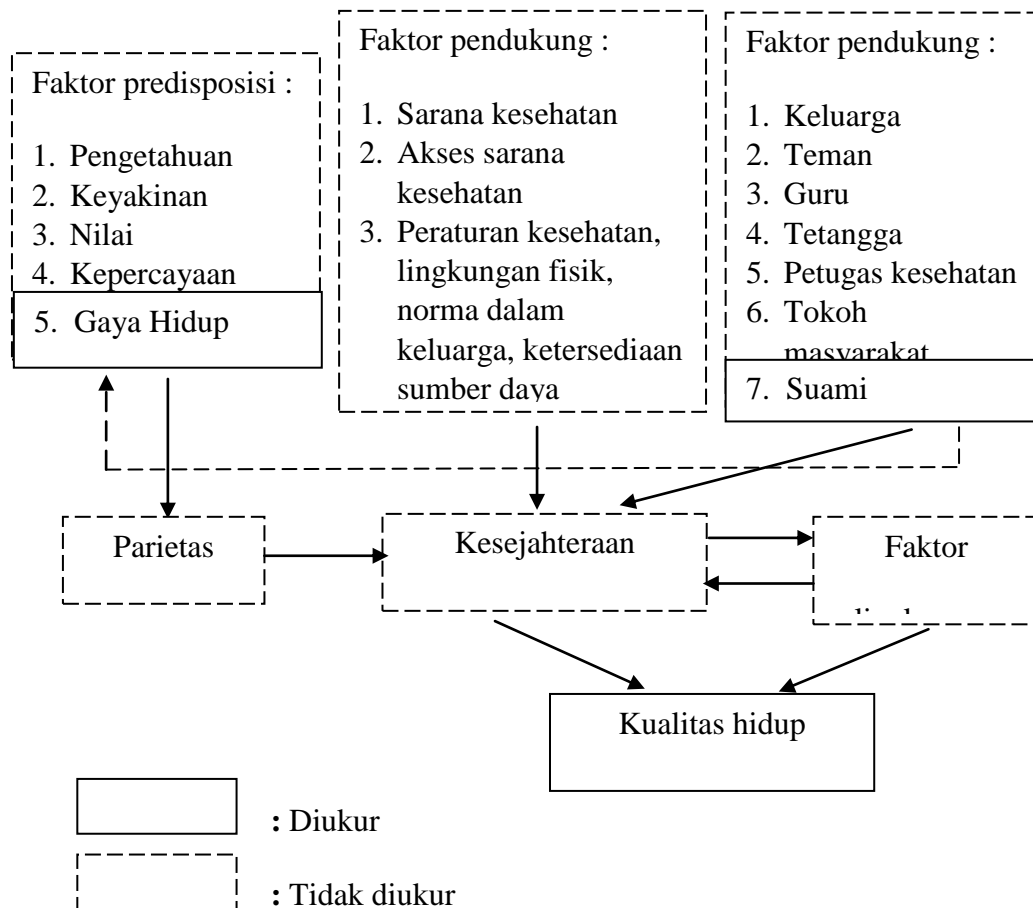 Faktor predisposisi :
1. Pengetahuan
2. Keyakinan
3. Nilai
4. Kepercayaan
5. Gaya Hidup
Faktor pendukung :
1. Sarana kesehatan
2. Akses sarana
kesehatan
3. Peraturan kesehatan,
lingkungan fisik,
norma dalam
keluarga, ketersediaan
sumber daya
Faktor pendukung :
1. Keluarga
2. Teman
3. Guru
4. Tetangga
5. Petugas kesehatan
6. Tokoh
masyarakat
7. Suami
Parietas
Kesejahteraan
Faktor
Kualitas hidup
: Diukur
: Tidak diukur